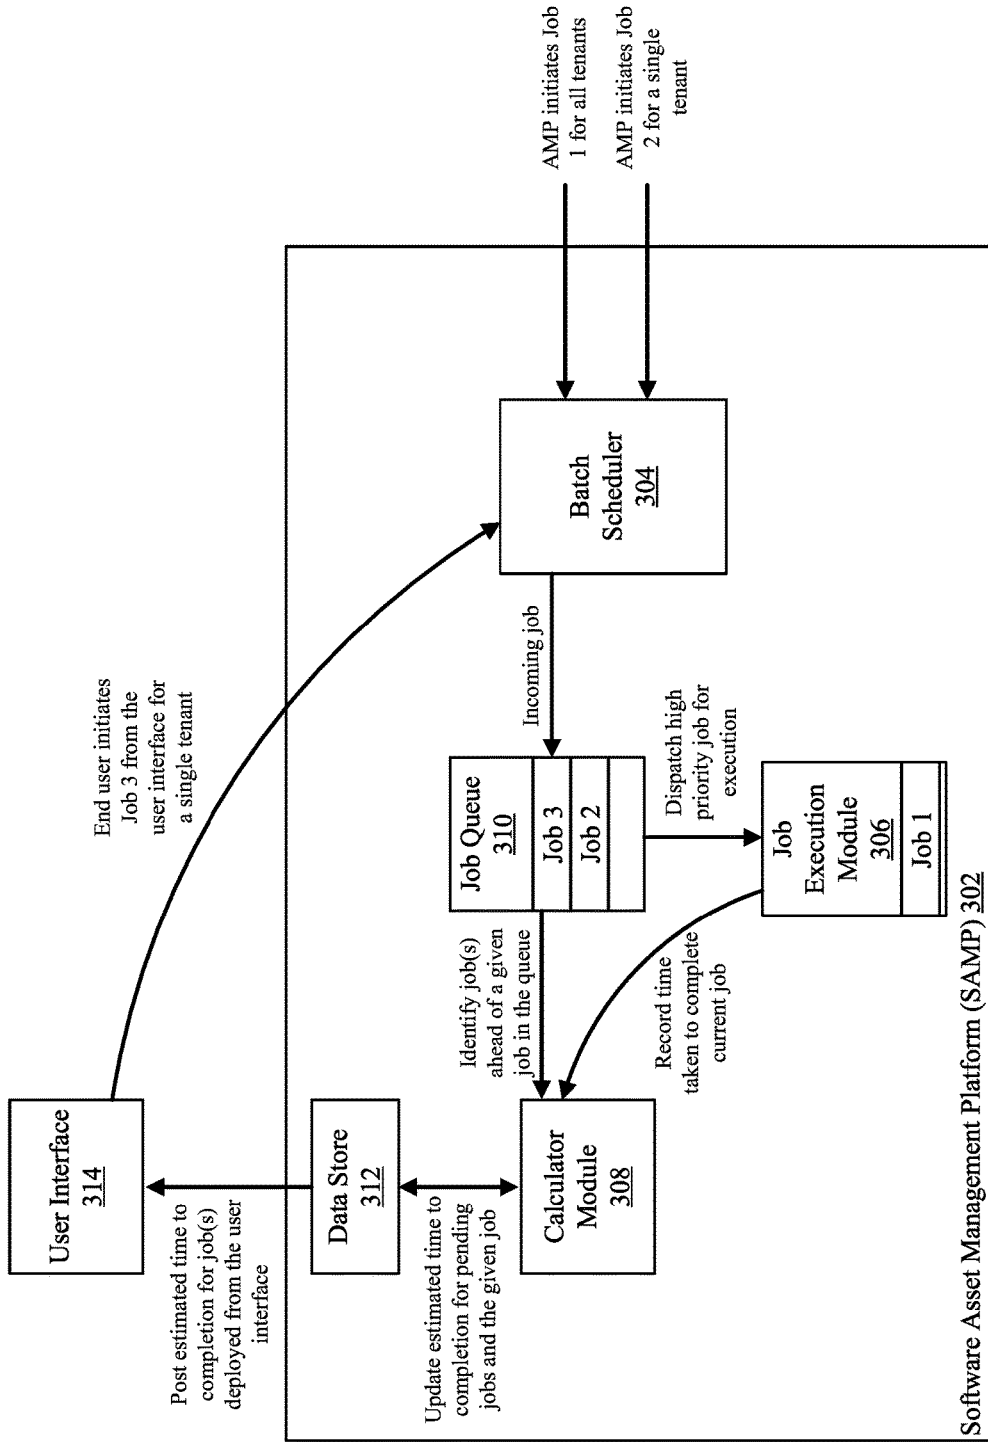 User Interface
314
Post estimated time to
completion for job(s)
deployed from the user
interface
End user initiates
Job 3 from the
user interface for
a single tenant
Data Store
312
Update estimated time to
completion for pending
jobs and the given job
Calculator
Module
308
Identify job(s)
ahead of a given
job in the queue
Record time
taken to complete
current job
Job Queue
310
Job 3
Job 2
Incoming job
Dispatch high
priority job for
execution
Job
Execution
Module
306
Job 1
Batch
Scheduler
304
AMP initiates Job
1 for all tenants
AMP initiates Job
2 for a single
tenant
Software Asset Management Platform (SAMP) 302